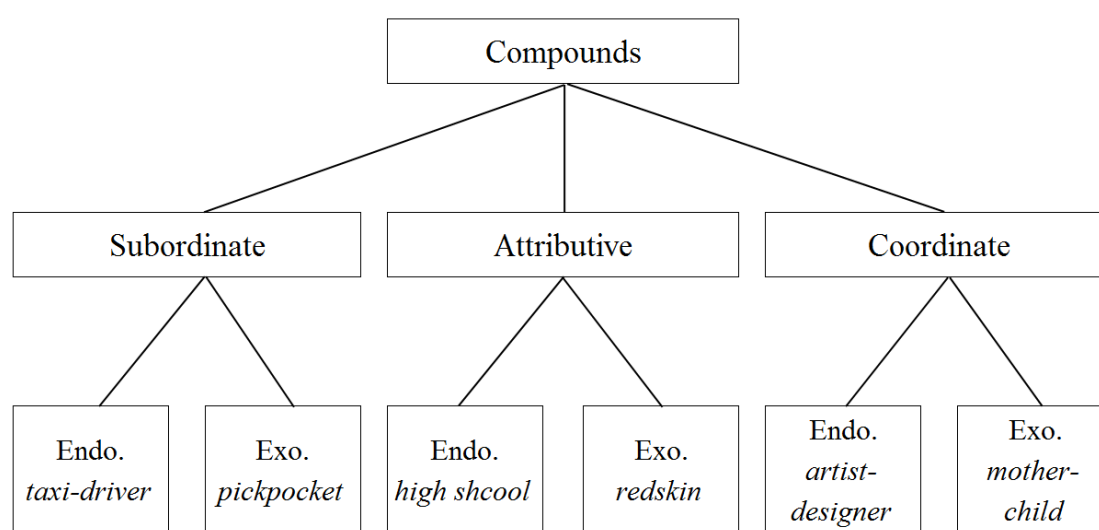 Compounds
Subordinate
Attributive
Coordinate
Endo.
taxi-driver
Exo.
pickpocket
Endo.
high shcool
Exo.
redskin
Endo.
artist-
designer
Exo.
mother-
child